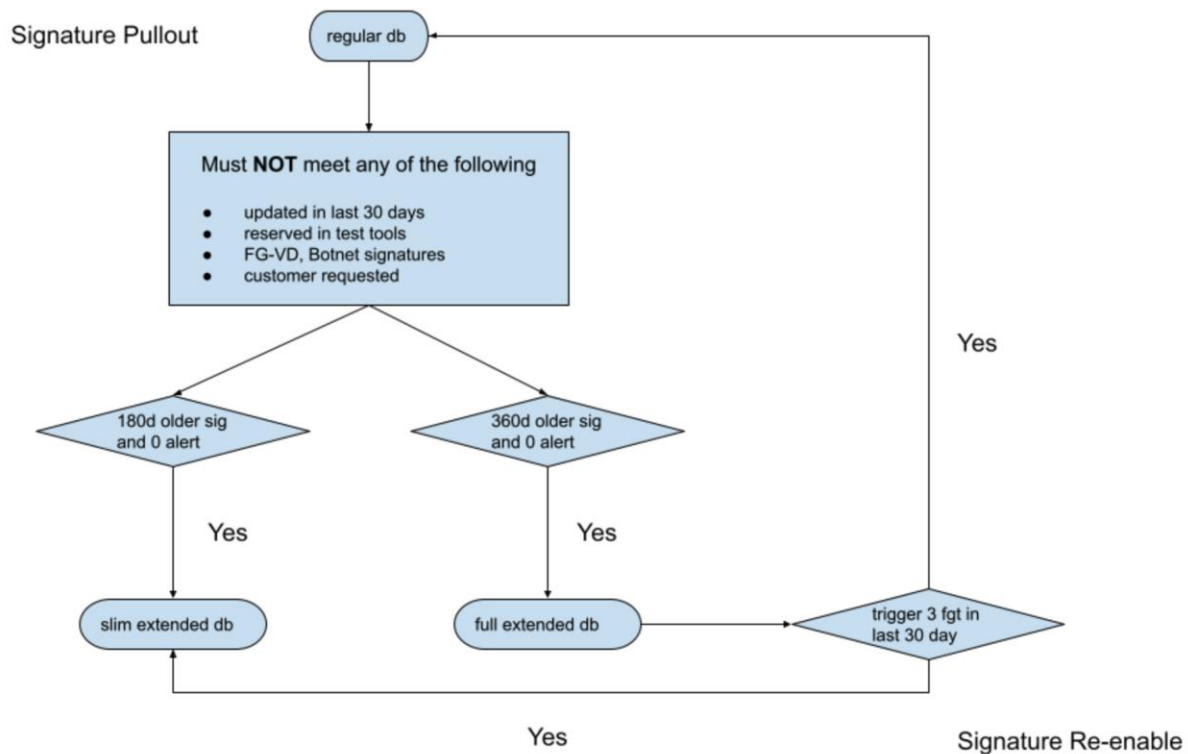 Signature Pullout
regular db
Must NOT meet any of the following
● updated in last 30 days
● reserved in test tools
● FG-VD, Botnet signatures
● customer requested
Yes
180d older sig
and 0 alert
360d older sig
and 0 alert
Yes
Yes
slim extended db
full extended db
trigger 3 fgt in
last 30 day
Yes
Signature Re-enable